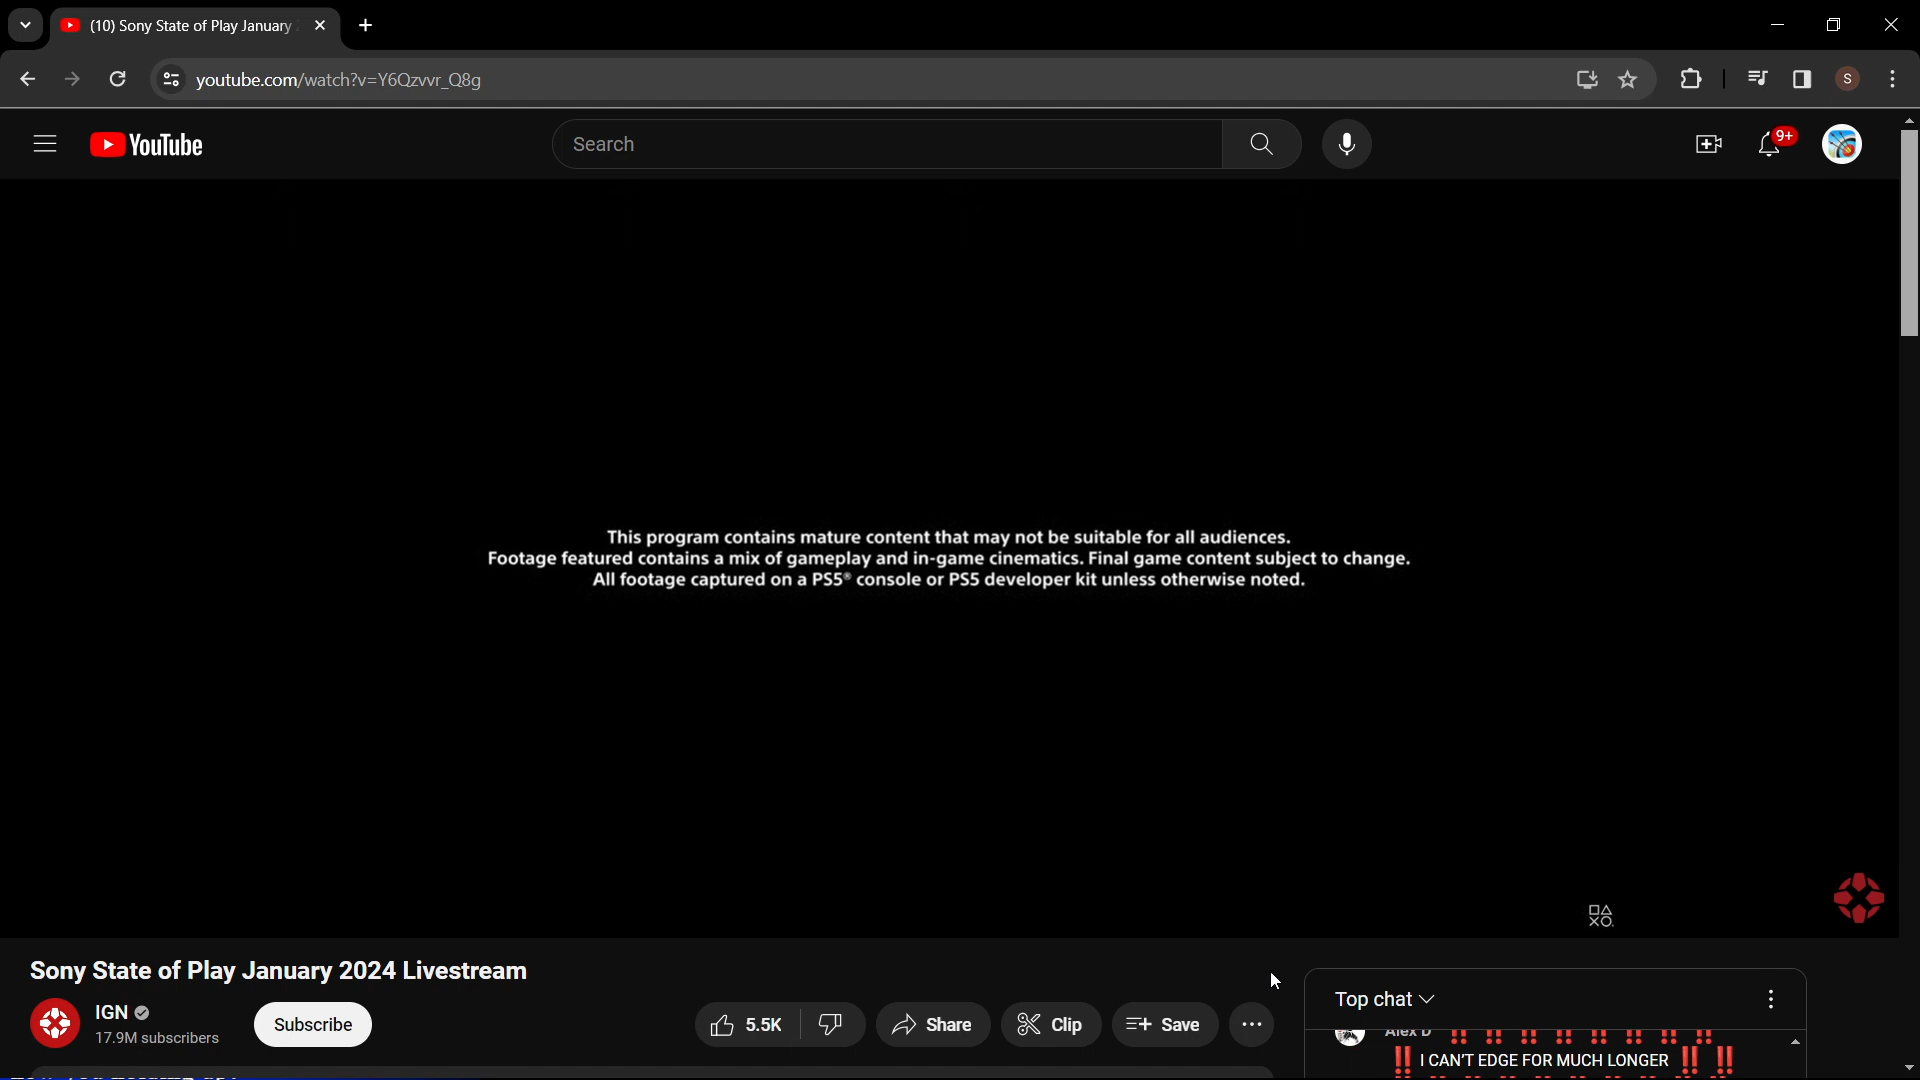 (10) Sony State of Play January
youtube.com/watch?v=Y6Qzvvr_Q8g
S
YouTube
Search
9+
This program contains mature content that may not be suitable for all audiences.
Footage featured contains a mix of gameplay and in-game cinematics. Final game content subject to change.
All footage captured on a PS5® console or PS5 developer kit unless otherwise noted.
Sony State of Play January 2024 Livestream
IGN
17.9M subscribers
Subscribe
5.5K
Share
Clip
Save
Top chat
Alex D
‼️ I CAN'T EDGE FOR MUCH LONGER ‼️ ‼️